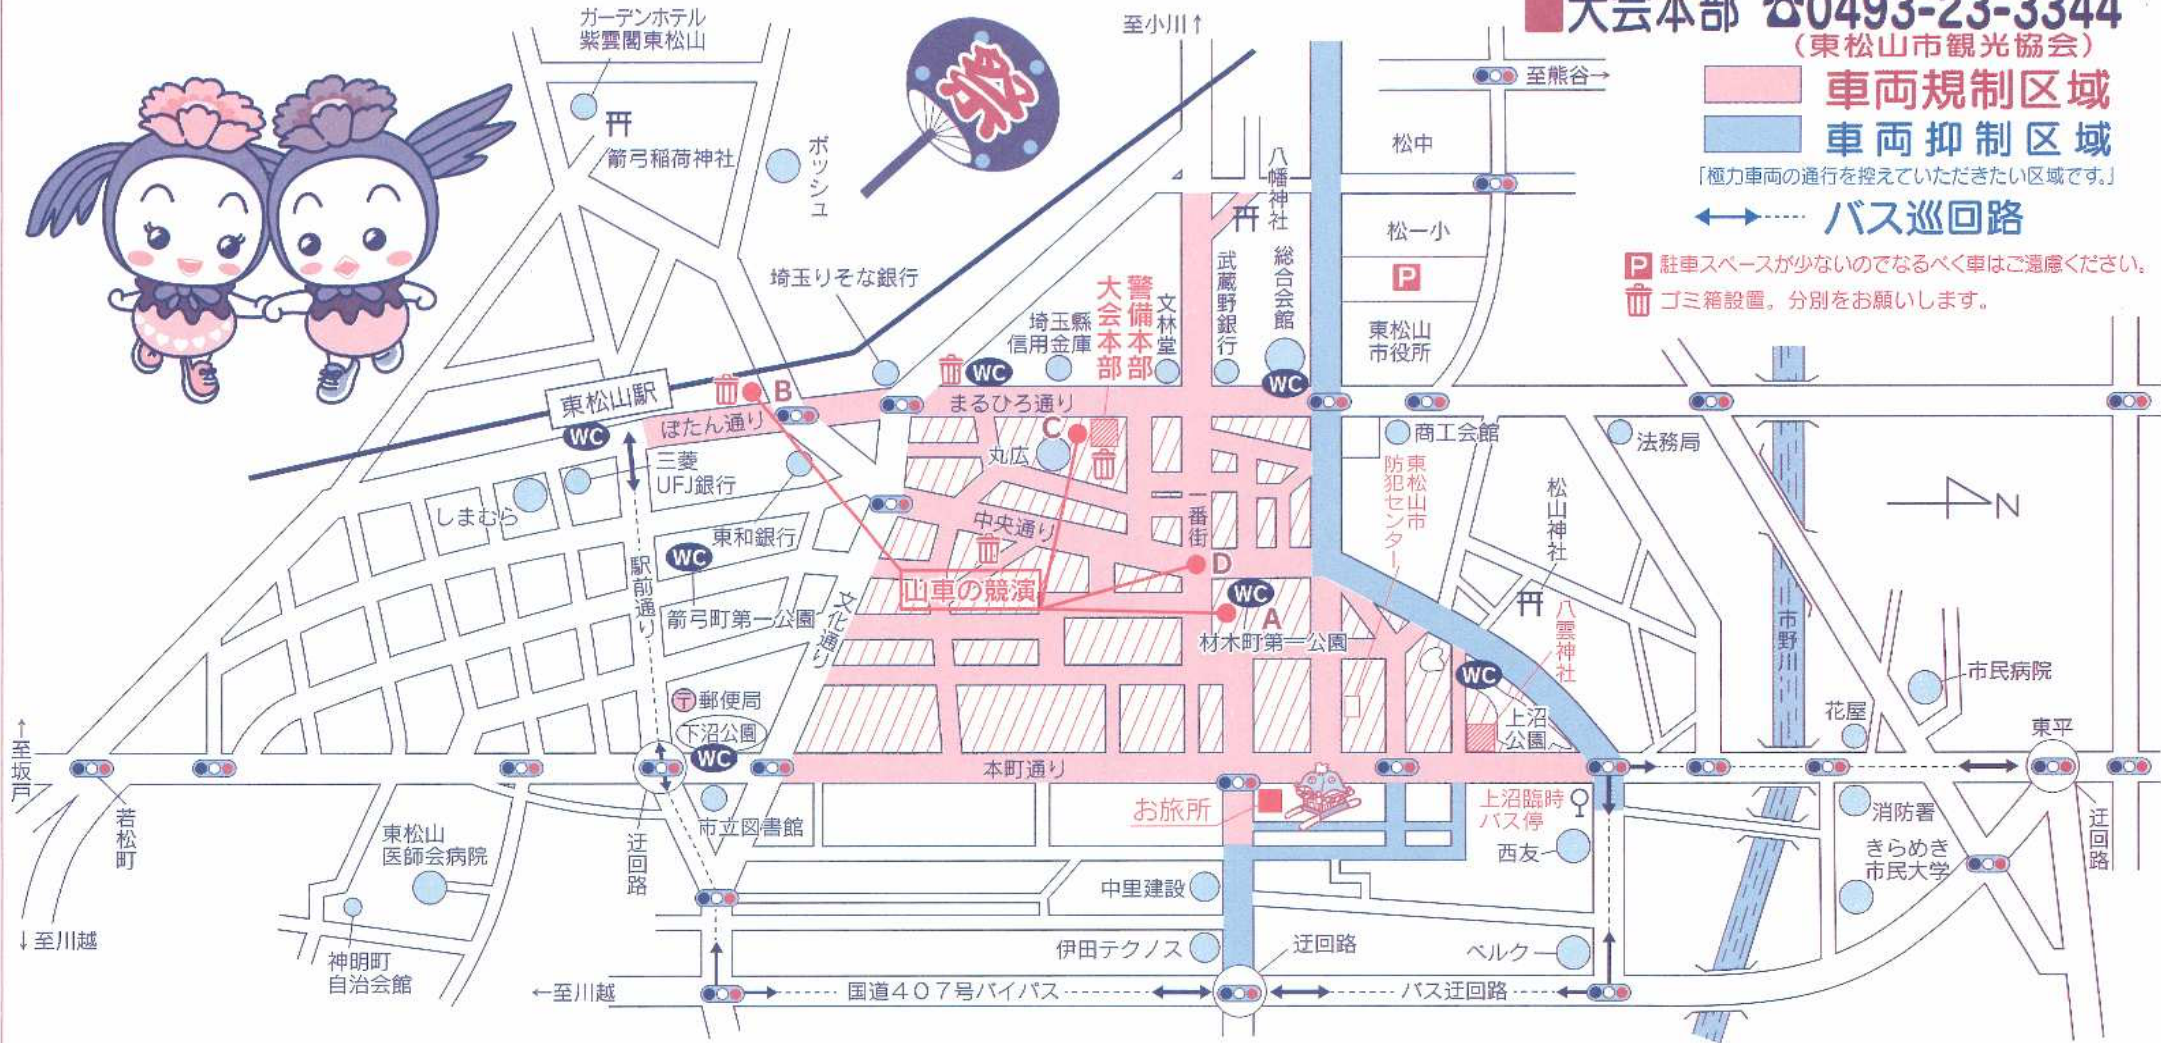 ■大会本部 ☎0493-23-3344
(東松山市観光協会)
車両規制区域
車両抑制区域
「極力車両の通行を控えていただきたい区域です。」
バス巡回路
P 駐車スペースが少ないのでなるべく車はご遠慮ください。
ゴミ箱設置。分別をお願いします。
ガーデンホテル
紫雲閣東松山
箭弓稲荷神社
ボッシュ
祭
至小川↑
至熊谷→
松中
松一小
P
東松山
市役所
八幡神社
総合会館
武蔵野銀行
文林堂
警備本部
大会本部
埼玉縣
信用金庫
埼玉りそな銀行
WC
WC
まるひろ通り
東松山駅
B
ぼたん通り
WC
C
丸広
三菱
UFJ銀行
しまむら
東和銀行
WC
駅前通り
箭弓町第一公園
文化通り
中央通り
一番街
山車の競演
D
WC
A
材木町第一公園
商工会館
東松山市
防犯センター
法務局
松山神社
八雲神社
WC
上沼
公園
市野川
N
市民病院
花屋
東平
〒郵便局
下沼公園
WC
本町通り
↑至坂戸
若松町
↓至川越
東松山
医師会病院
神明町
自治会館
迂回路
市立図書館
お旅所
上沼臨時
バス停
西友
消防署
きらめき
市民大学
迂回路
中里建設
伊田テクノス
迂回路
ベルク
←至川越
国道407号バイパス
バス迂回路